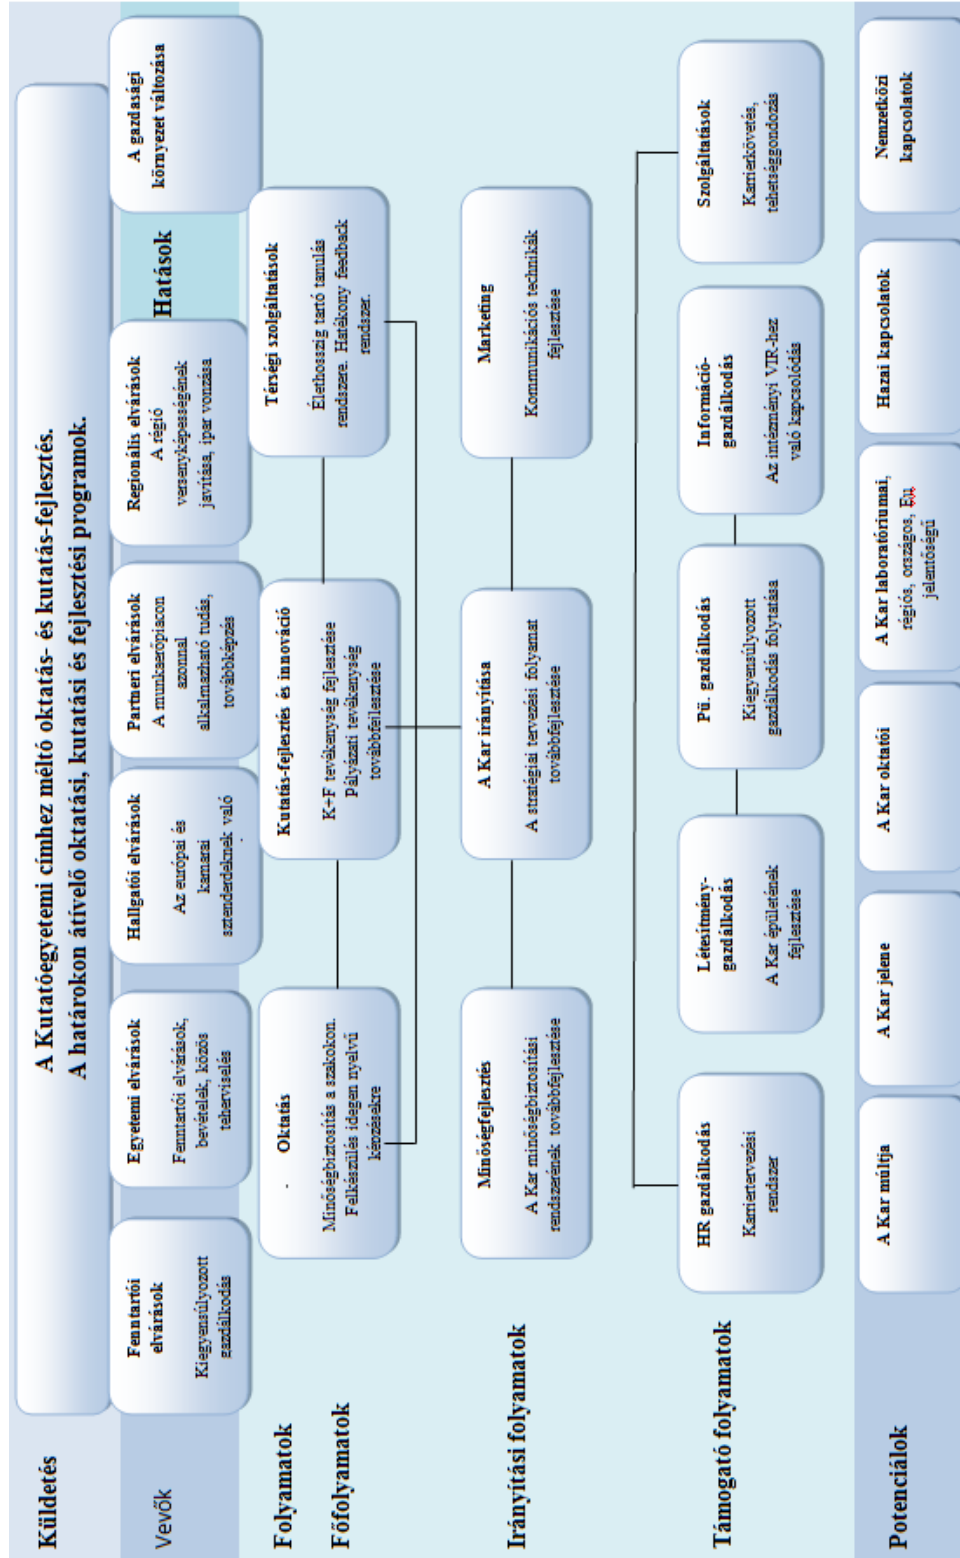 Küldetés
A Kutatóegyetemi címhez méltó oktatás- és kutatás-fejlesztés.
A határokon átívelő oktatási, kutatási és fejlesztési programok.
Vevők
Fenntartói
elvárások
Kiegyensúlyozott
gazdálkodás
Egyetemi elvárások
Fenntartói elvárások,
bevételek, közös
teherviselés
Hallgatói elvárások
Az európai és
kamarai
sztenderdeknek való
Partneri elvárások
A munkaerőpiacon
azonnal
alkalmazható tudás,
továbbképzés
Regionális elvárások
A régió
versenyképességének
javítása, ipar vonzása
Hatások
A gazdasági
környezet változása
Folyamatok
Főfolyamatok
- Oktatás
Minőségbiztosítás a szakokon.
Felkészülés idegen nyelvű
képzésekre
Kutatás-fejlesztés és innováció
K+F tevékenység fejlesztése
Pályázati tevékenység
továbbfejlesztése
Térségi szolgáltatások
Élethosszig tartó tanulás
rendszere. Hatékony feedback
rendszer.
Irányítási folyamatok
Minőségfejlesztés
A Kar minőségbiztosítási
rendszerének továbbfejlesztése
A Kar irányítása
A stratégiai tervezési folyamat
továbbfejlesztése
Marketing
Kommunikációs technikák
fejlesztése
Támogató folyamatok
HR gazdálkodás
Karriertervezési
rendszer
Létesítmény-
gazdálkodás
A Kar épületének
fejlesztése
Pü. gazdálkodás
Kiegyensúlyozott
gazdálkodás folytatása
Információ-
gazdálkodás
Az intézményi VIR-hez
való kapcsolódás
Szolgáltatások
Karrierkövetés,
tehetséggondozás
Potenciálok
A Kar múltja
A Kar jelene
A Kar oktatói
A Kar laboratóriumai,
régiós, országos, Eu
jelentőségű
Hazai kapcsolatok
Nemzetközi
kapcsolatok